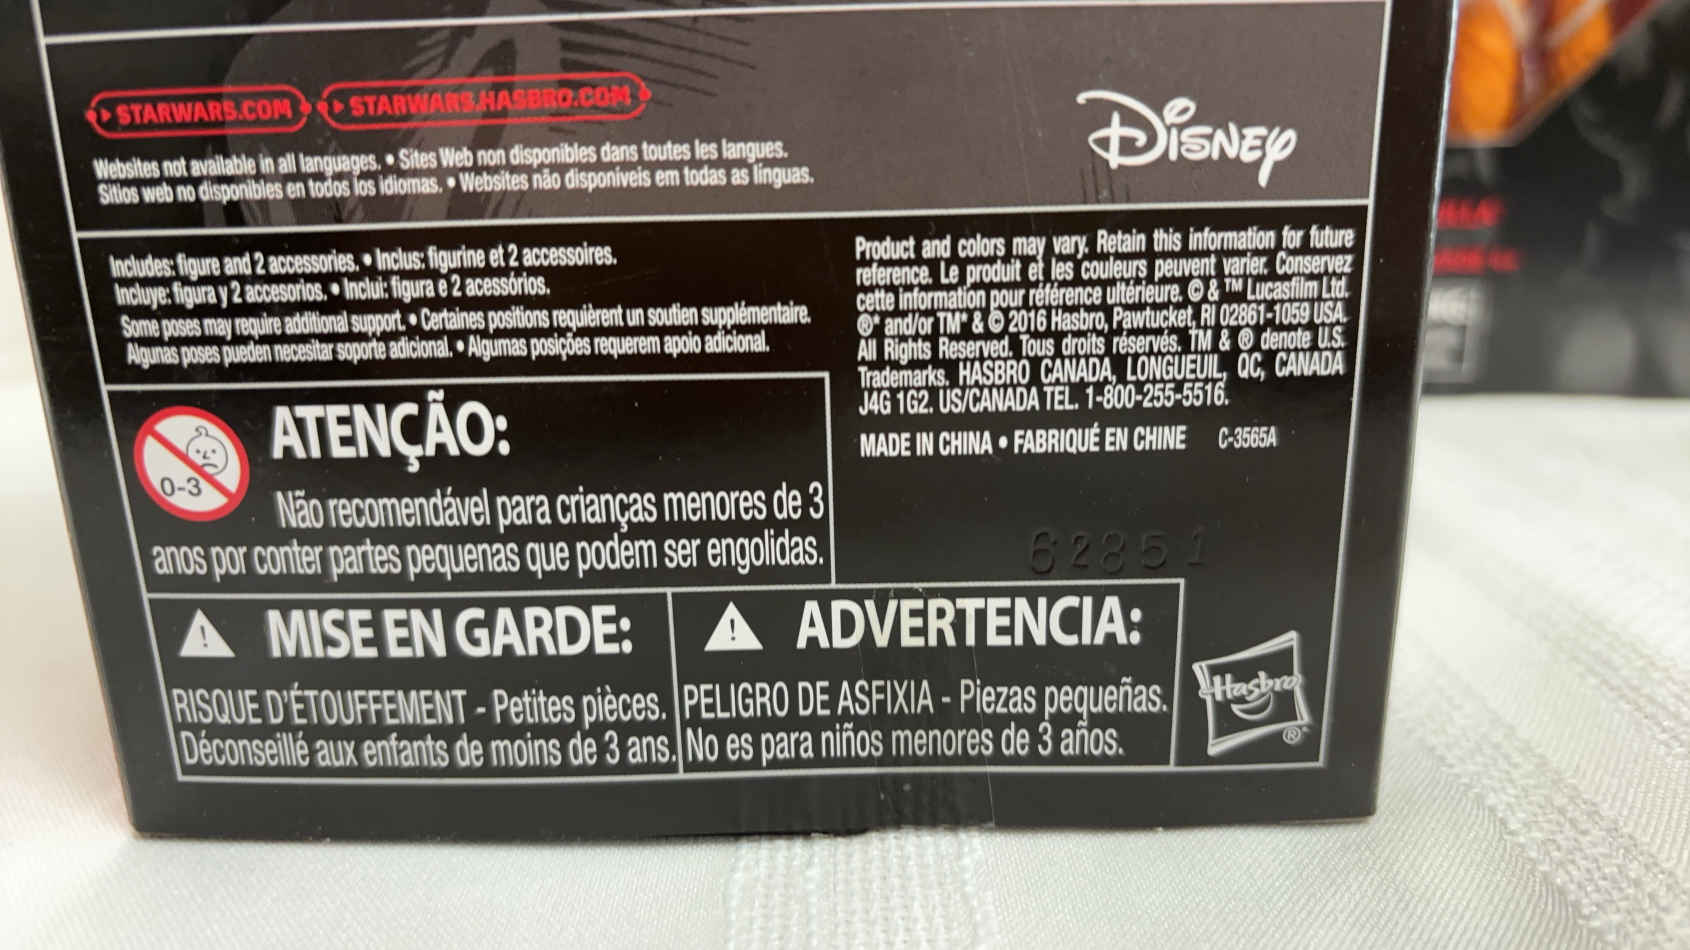 STARWARS.COM STARWARS.HASBRO.COM
Websites not available in all languages. • Sites Web non disponibles dans toutes les langues.
Sitios web no disponibles en todos los idiomas. • Websites não disponíveis em todas as línguas.
Disney
Includes: figure and 2 accessories. • Inclus: figurine et 2 accessoires.
Incluye: figura y 2 accesorios. • Inclui: figura e 2 acessórios.
Some poses may require additional support. • Certaines positions requièrent un soutien supplémentaire.
Algunas poses pueden necesitar soporte adicional. • Algumas posições requerem apoio adicional.
Product and colors may vary. Retain this information for future
reference. Le produit et les couleurs peuvent varier. Conservez
cette information pour référence ultérieure. © & ™ Lucasfilm Ltd.
®* and/or TM* & © 2016 Hasbro, Pawtucket, RI 02861-1059 USA.
All Rights Reserved. Tous droits réservés. TM & ® denote U.S.
Trademarks. HASBRO CANADA, LONGUEUIL, QC, CANADA
J4G 1G2. US/CANADA TEL. 1-800-255-5516.
MADE IN CHINA • FABRIQUÉ EN CHINE C-3565A
62851
0-3
ATENÇÃO:
Não recomendável para crianças menores de 3
anos por conter partes pequenas que podem ser engolidas.
MISE EN GARDE:
RISQUE D'ÉTOUFFEMENT - Petites pièces.
Déconseillé aux enfants de moins de 3 ans.
ADVERTENCIA:
PELIGRO DE ASFIXIA - Piezas pequeñas.
No es para niños menores de 3 años.
Hasbro
®*